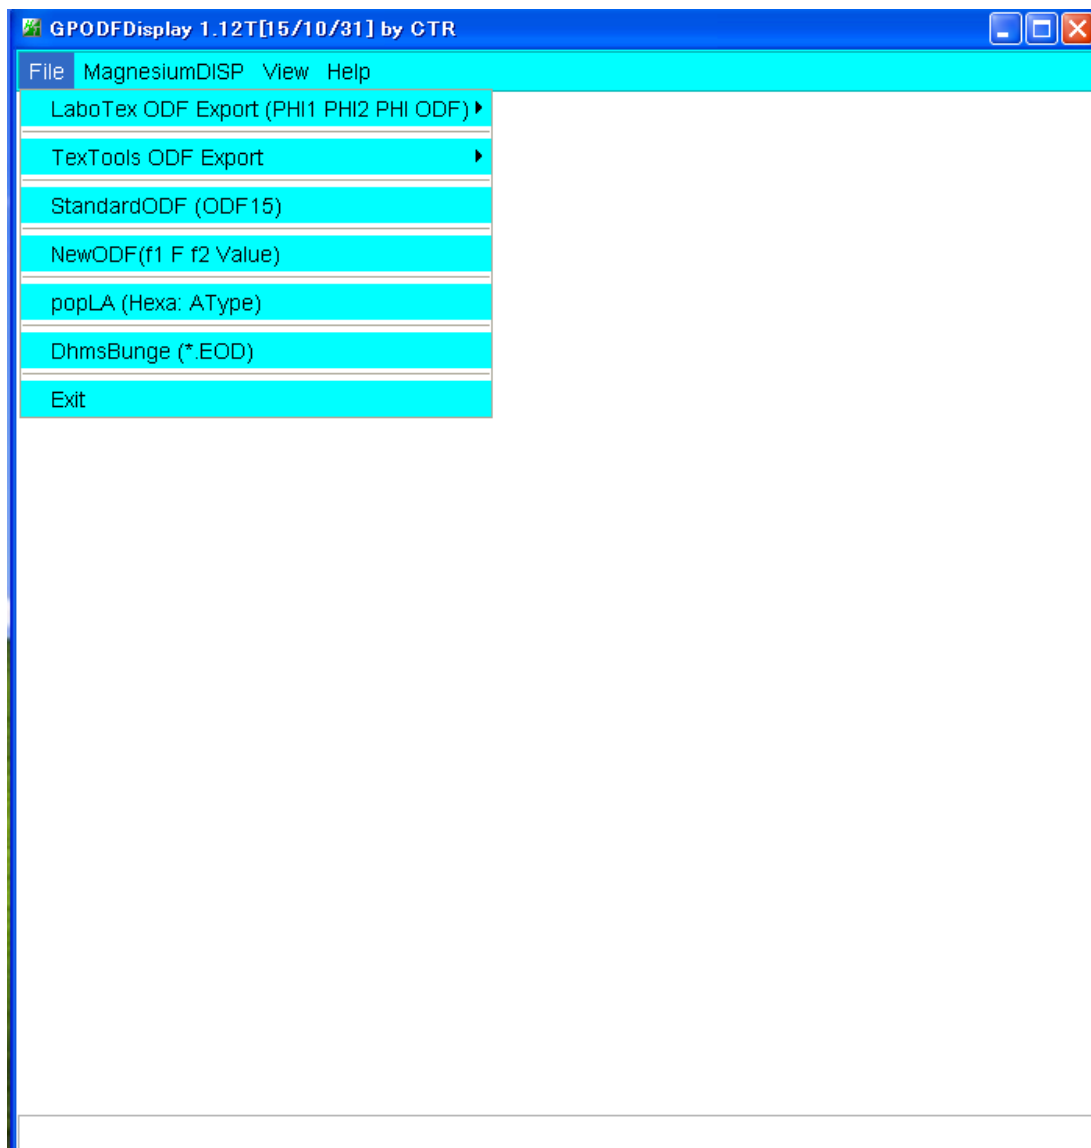 GPODFDisplay 1.12T[15/10/31] by CTR
File MagnesiumDISP View Help
LaboTex ODF Export (PHI1 PHI2 PHI ODF)
TexTools ODF Export
StandardODF (ODF15)
NewODF(f1 F f2 Value)
popLA (Hexa: AType)
DhmsBunge (*.EOD)
Exit